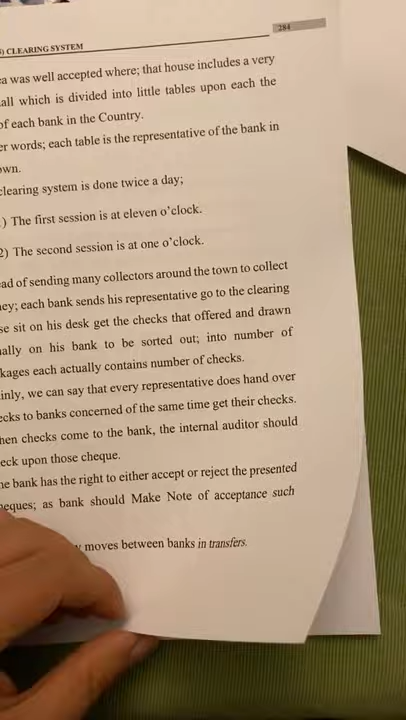 284
) CLEARING SYSTEM
a was well accepted where; that house includes a very
all which is divided into little tables upon each the
of each bank in the Country.
er words; each table is the representative of the bank in
own.
clearing system is done twice a day;
) The first session is at eleven o'clock.
2) The second session is at one o'clock.
ad of sending many collectors around the town to collect
ney; each bank sends his representative go to the clearing
se sit on his desk get the checks that offered and drawn
ually on his bank to be sorted out; into number of
kages each actually contains number of checks.
inly, we can say that every representative does hand over
ecks to banks concerned of the same time get their checks.
hen checks come to the bank, the internal auditor should
eck upon those cheque.
he bank has the right to either accept or reject the presented
heques; as bank should Make Note of acceptance such
y moves between banks in transfers.